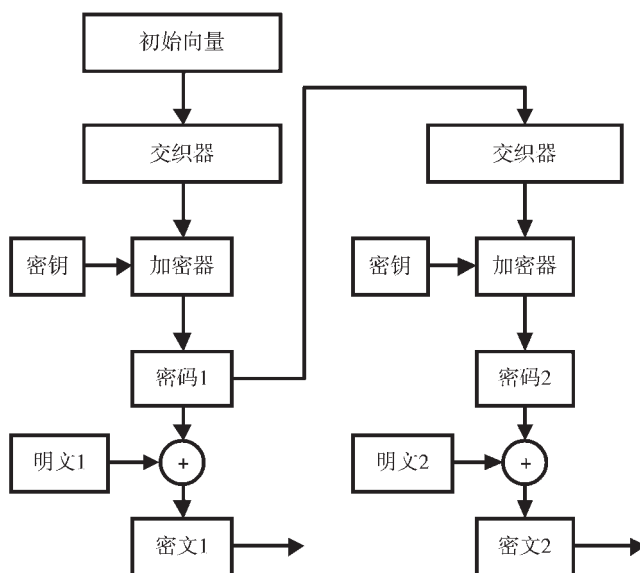 初始向量
交织器
密钥
加密器
密码1
明文1
+
密文1
交织器
密钥
加密器
密码2
明文2
+
密文2